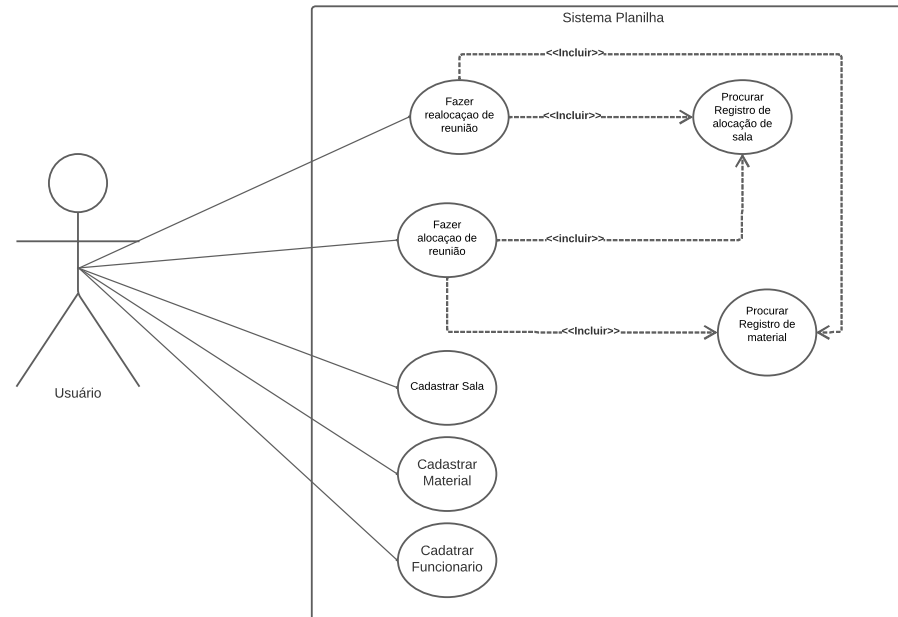 Sistema Planilha
<<Incluir>>
Fazer
realocaçao de
reunião
<<Incluir>>
Procurar
Registro de
alocação de
sala
Fazer
alocaçao de
reunião
<<incluir>>
Procurar
Registro de
material
<<Incluir>>
Usuário
Cadastrar Sala
Cadastrar
Material
Cadatrar
Funcionario